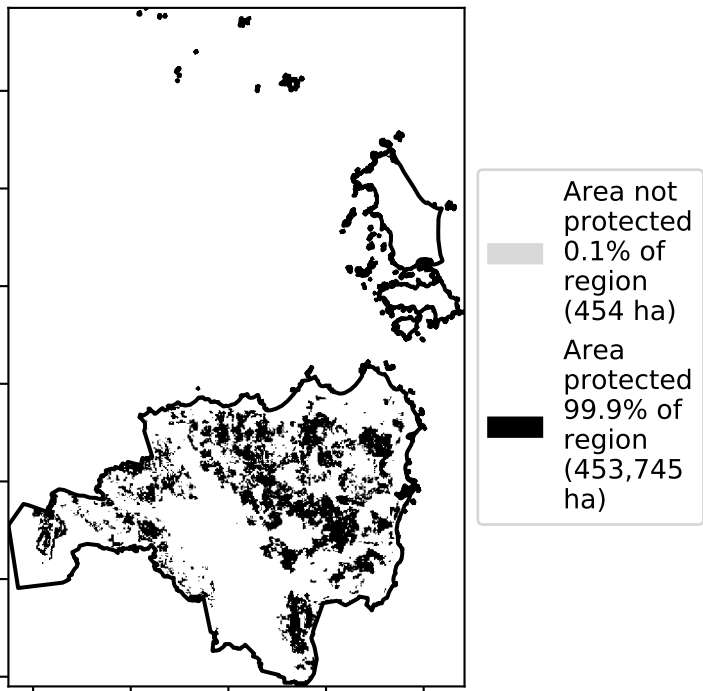 Area not
protected
0.1% of
region
(454 ha)
Area
protected
99.9% of
region
(453,745
ha)